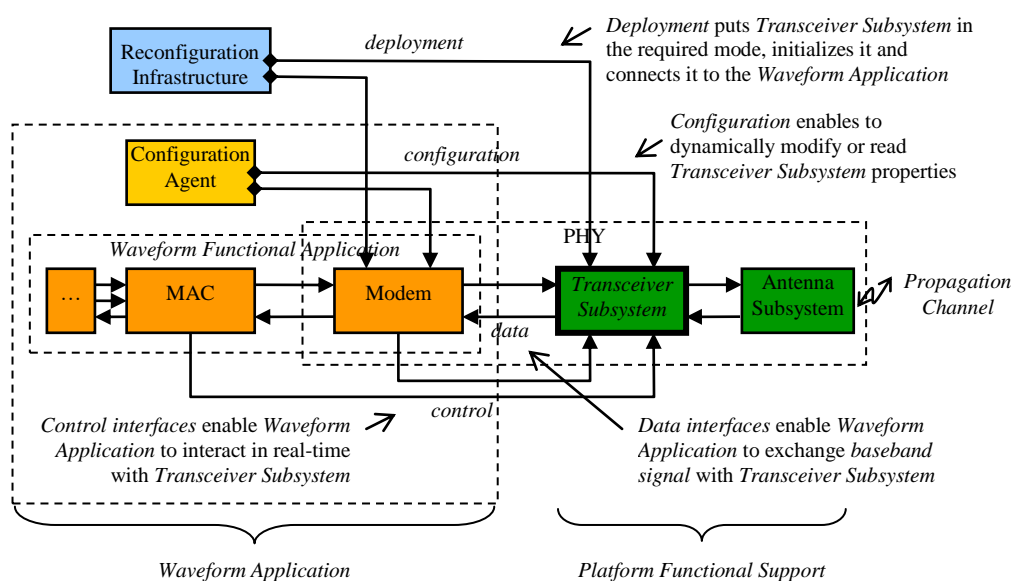 deployment
Reconfiguration
Infrastructure
Deployment puts Transceiver Subsystem in
the required mode, initializes it and
connects it to the Waveform Application
Configuration
Agent
configuration
Configuration enables to
dynamically modify or read
Transceiver Subsystem properties
Waveform Functional Application
PHY
…
MAC
Modem
Transceiver
Subsystem
Antenna
Subsystem
Propagation
Channel
data
control
Control interfaces enable Waveform
Application to interact in real-time
with Transceiver Subsystem
Data interfaces enable Waveform
Application to exchange baseband
signal with Transceiver Subsystem
Waveform Application
Platform Functional Support